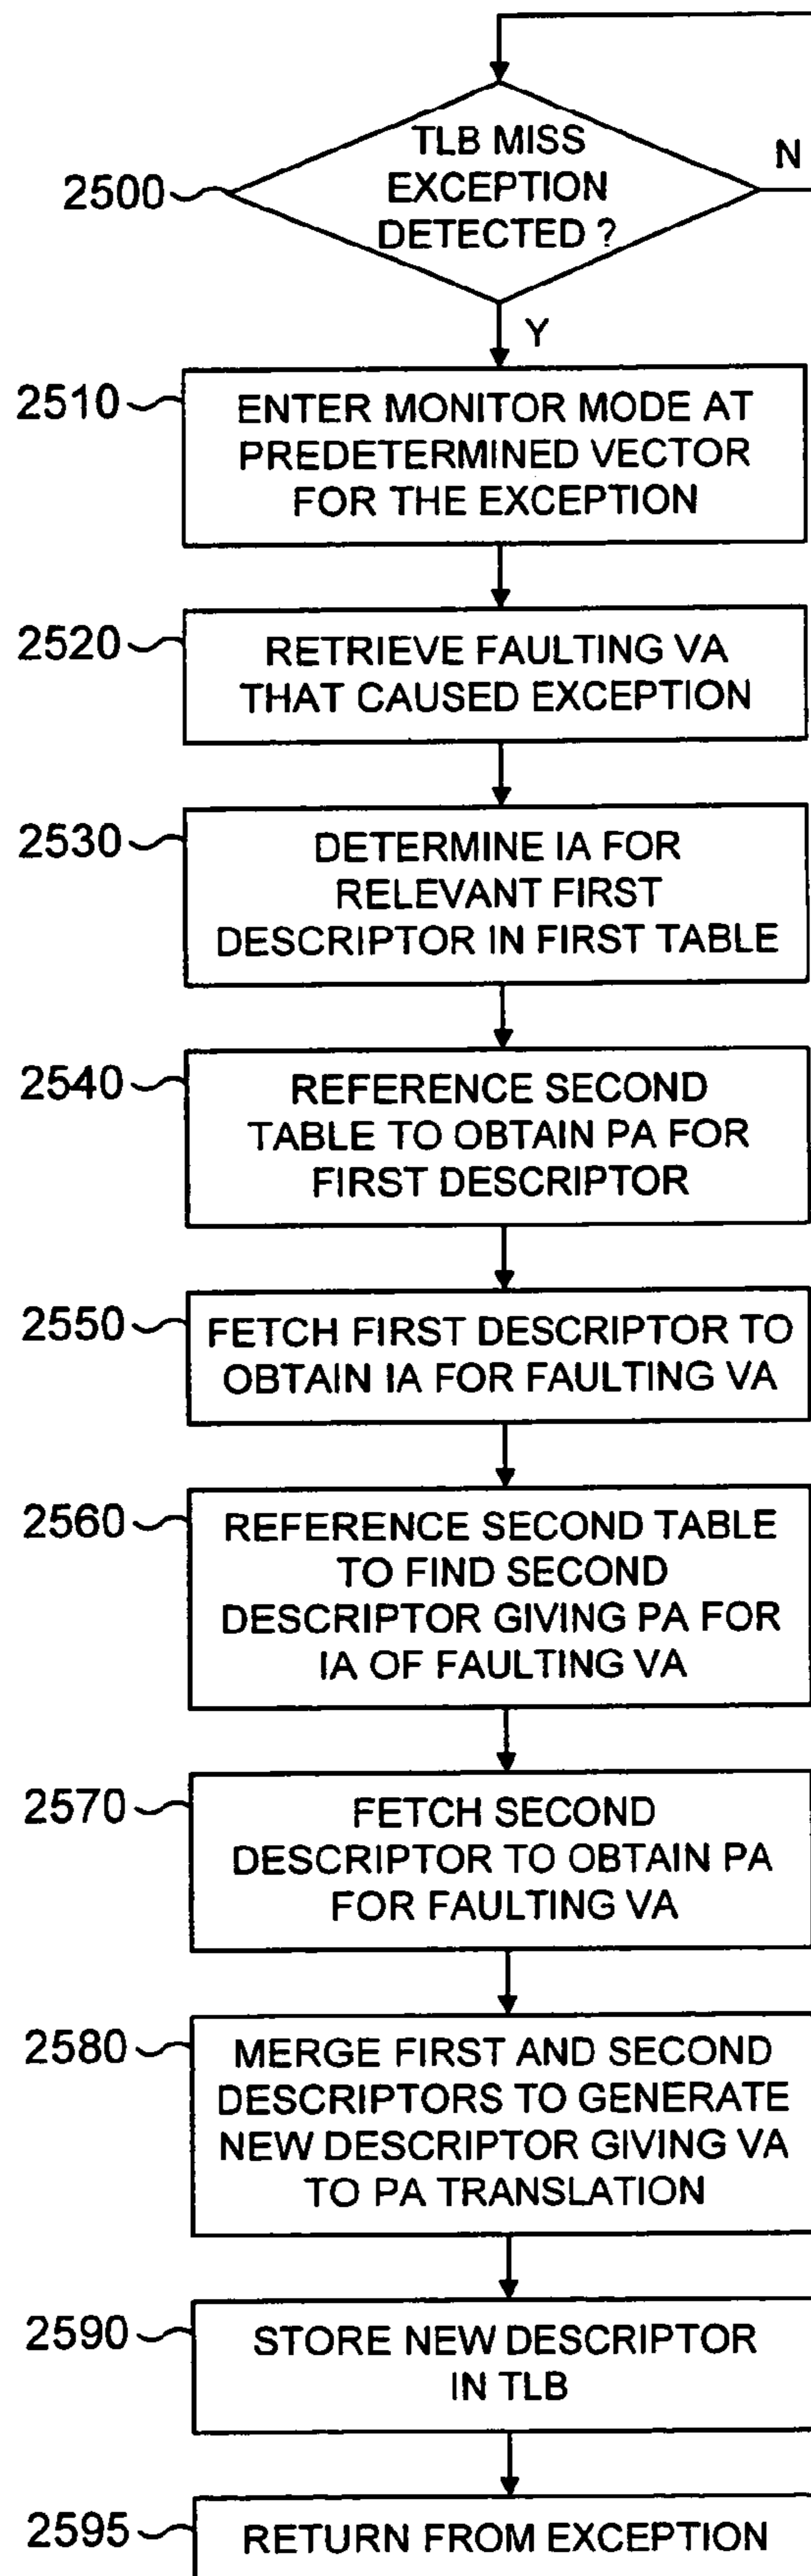 TLB MISS
EXCEPTION
DETECTED ?
N
2500
Y
2510
ENTER MONITOR MODE AT
PREDETERMINED VECTOR
FOR THE EXCEPTION
2520
RETRIEVE FAULTING VA
THAT CAUSED EXCEPTION
2530
DETERMINE IA FOR
RELEVANT FIRST
DESCRIPTOR IN FIRST TABLE
2540
REFERENCE SECOND
TABLE TO OBTAIN PA FOR
FIRST DESCRIPTOR
2550
FETCH FIRST DESCRIPTOR TO
OBTAIN IA FOR FAULTING VA
2560
REFERENCE SECOND TABLE
TO FIND SECOND
DESCRIPTOR GIVING PA FOR
IA OF FAULTING VA
2570
FETCH SECOND
DESCRIPTOR TO OBTAIN PA
FOR FAULTING VA
2580
MERGE FIRST AND SECOND
DESCRIPTORS TO GENERATE
NEW DESCRIPTOR GIVING VA
TO PA TRANSLATION
2590
STORE NEW DESCRIPTOR
IN TLB
2595
RETURN FROM EXCEPTION